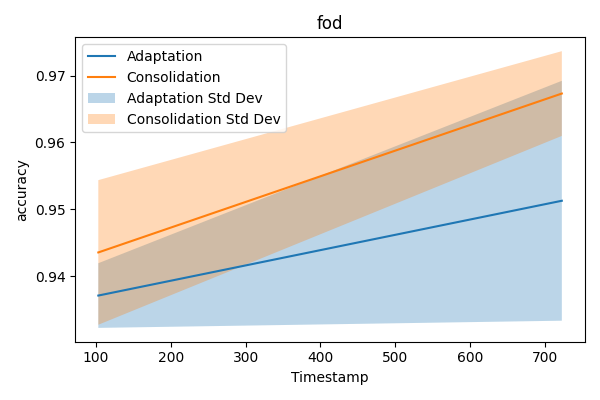 fod
Adaptation
Consolidation
Adaptation Std Dev
Consolidation Std Dev
0.97
0.96
0.95
0.94
accuracy
100 200 300 400 500 600 700
Timestamp